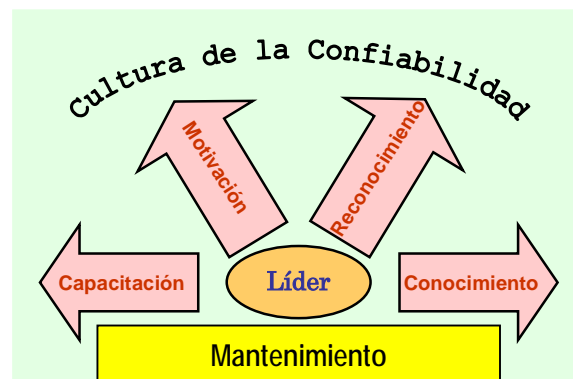 Cultura de la Confiabilidad
Motivación
Reconocimiento
Capacitación
Líder
Conocimiento
Mantenimiento